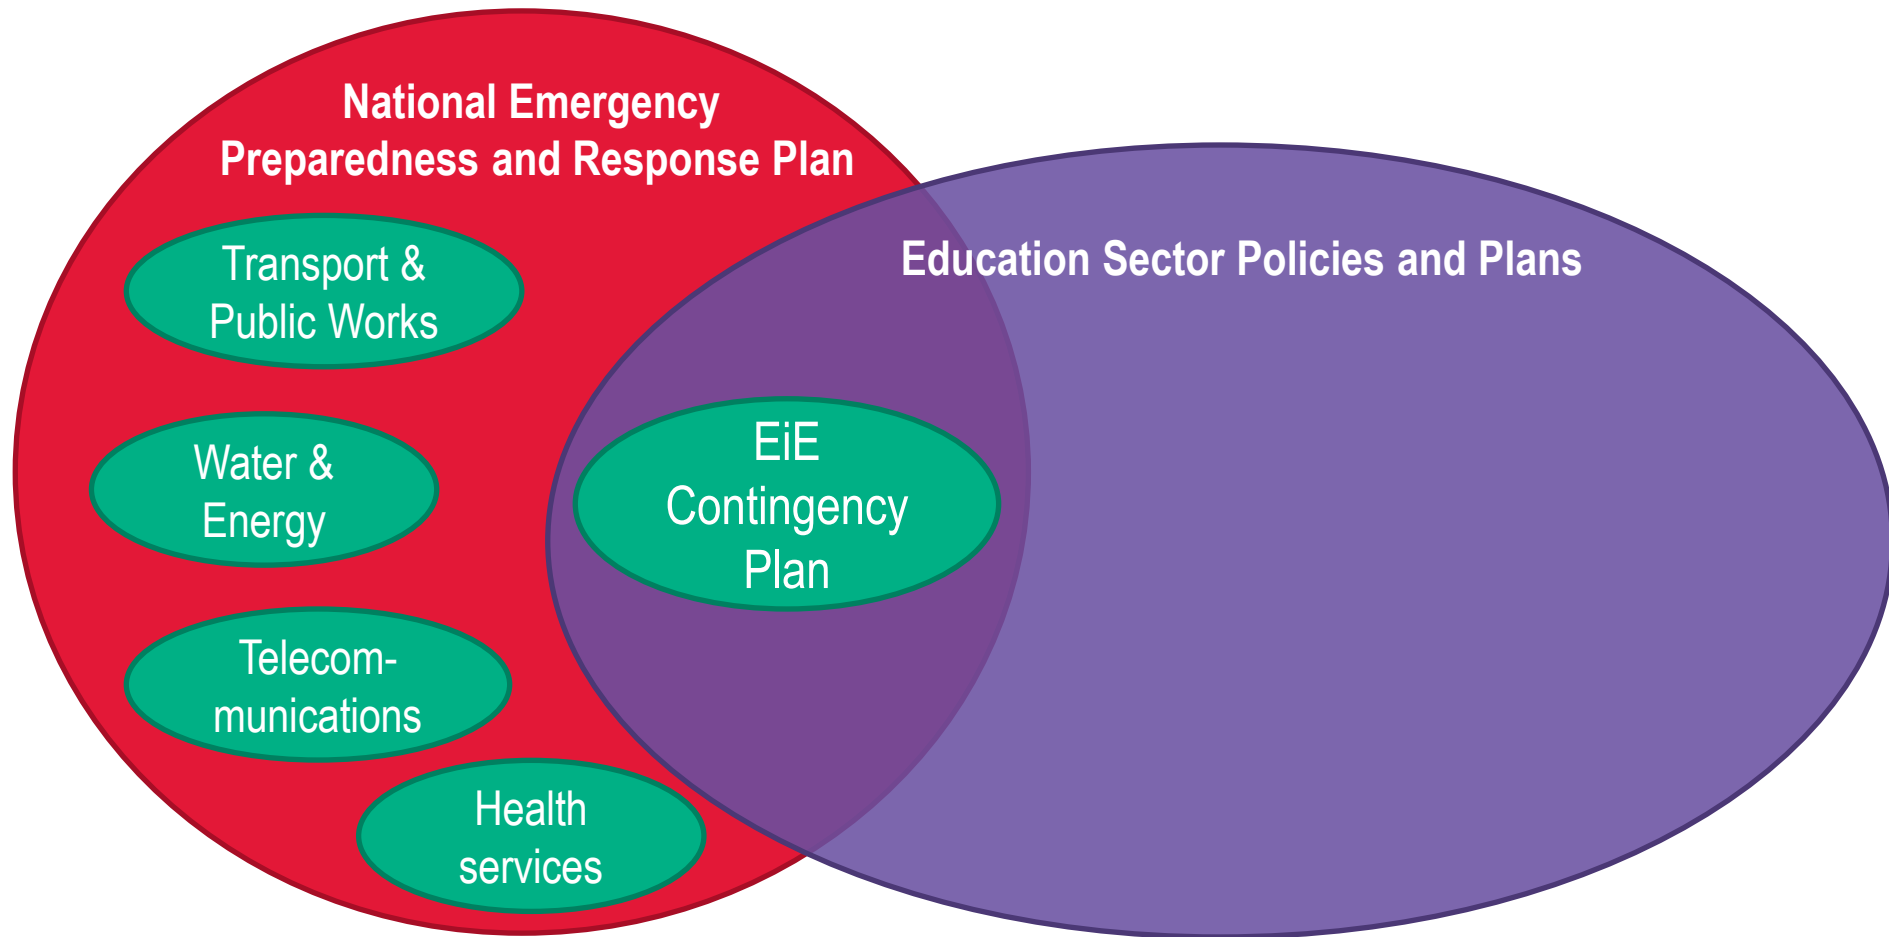 National Emergency
Preparedness and Response Plan
Education Sector Policies and Plans
Transport &
Public Works
Water &
Energy
EiE
Contingency
Plan
Telecom-
munications
Health
services